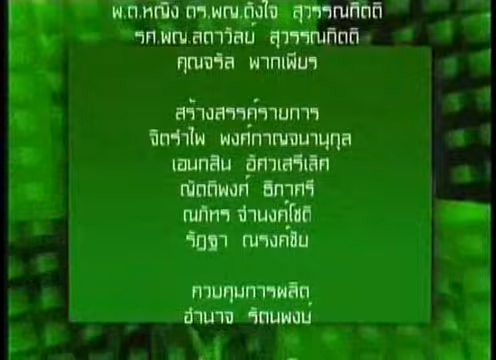 พ.ต.หญิง ดร.พญ.ตั้งใจ สุวรรณกิตติ
รศ.พญ.ลดาวัลย์ สุวรรณกิตติ
คุณจรัล พากเพียร
สร้างสรรค์รายการ
จิตรำไพ พงศ์กาญจนานุกูล
เอนกสิน อัศวเสรีเลิศ
ณัตติพงศ์ ธิภาศรี
ณภัทร จำนงค์โชติ
รัฏฐา ณรงค์ชัย
ควบคุมการผลิต
อำนาจ รัตนพงษ์